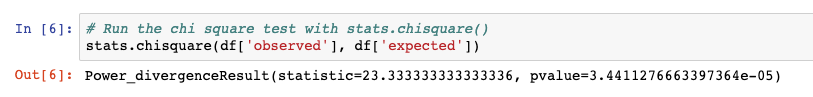 In [6]: # Run the chi square test with stats.chisquare()
stats.chisquare(df['observed'], df['expected'])
Out[6]: Power_divergenceResult(statistic=23.333333333333336, pvalue=3.4411276663397364e-05)